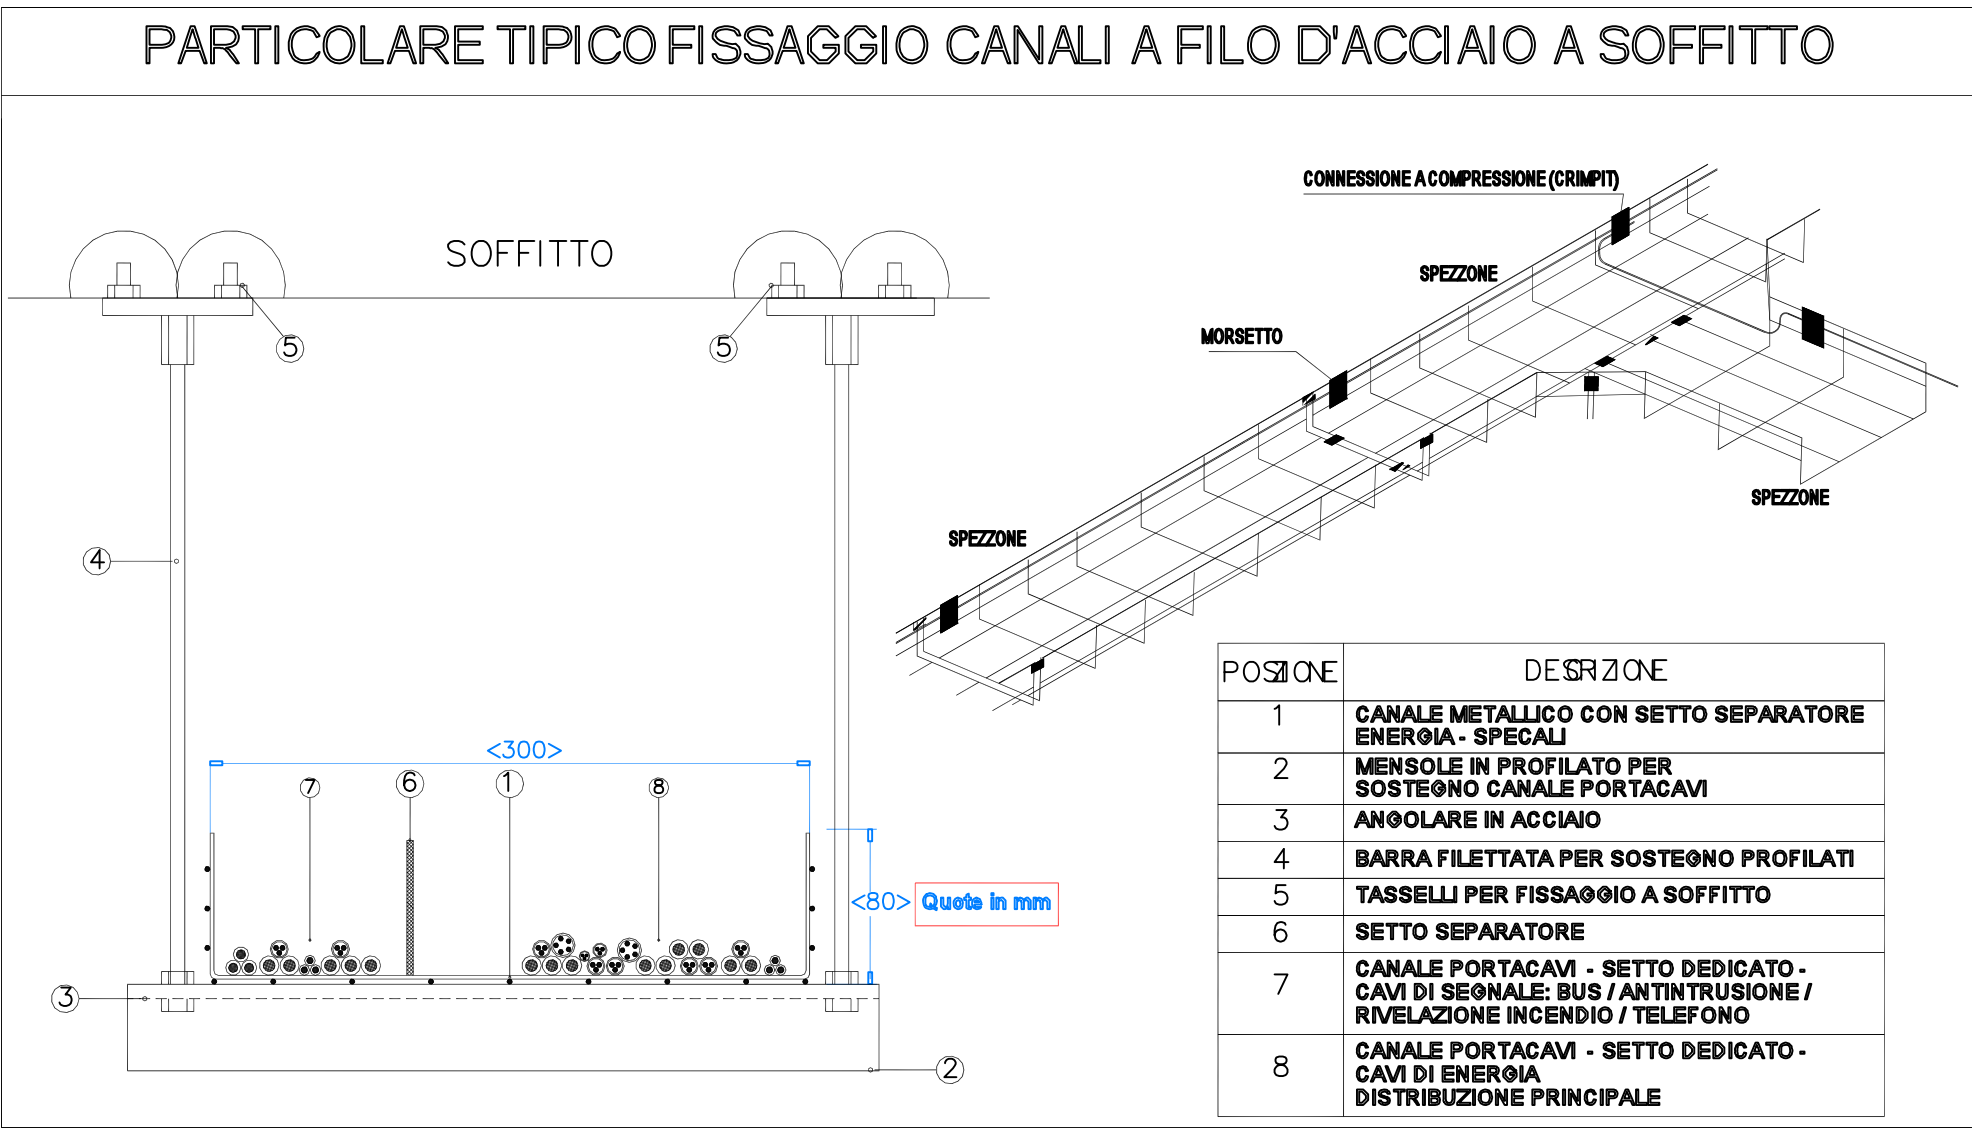 PARTICOLARE TIPICO FISSAGGIO CANALI A FILO D'ACCIAIO A SOFFITTO
CONNESSIONE A COMPRESSIONE (CRIMPIT)
SOFFITTO
SPEZZONE
MORSETTO
5
5
SPEZZONE
SPEZZONE
4
<300>
7
6
1
8
<80>
Quote in mm
3
2
POSIZIONE DESCRIZIONE
1 CANALE METALLICO CON SETTO SEPARATORE
ENERGIA - SPECALI
2 MENSOLE IN PROFILATO PER
SOSTEGNO CANALE PORTACAVI
3 ANGOLARE IN ACCIAIO
4 BARRA FILETTATA PER SOSTEGNO PROFILATI
5 TASSELLI PER FISSAGGIO A SOFFITTO
6 SETTO SEPARATORE
7 CANALE PORTACAVI - SETTO DEDICATO -
CAVI DI SEGNALE: BUS / ANTINTRUSIONE /
RIVELAZIONE INCENDIO / TELEFONO
8 CANALE PORTACAVI - SETTO DEDICATO -
CAVI DI ENERGIA
DISTRIBUZIONE PRINCIPALE